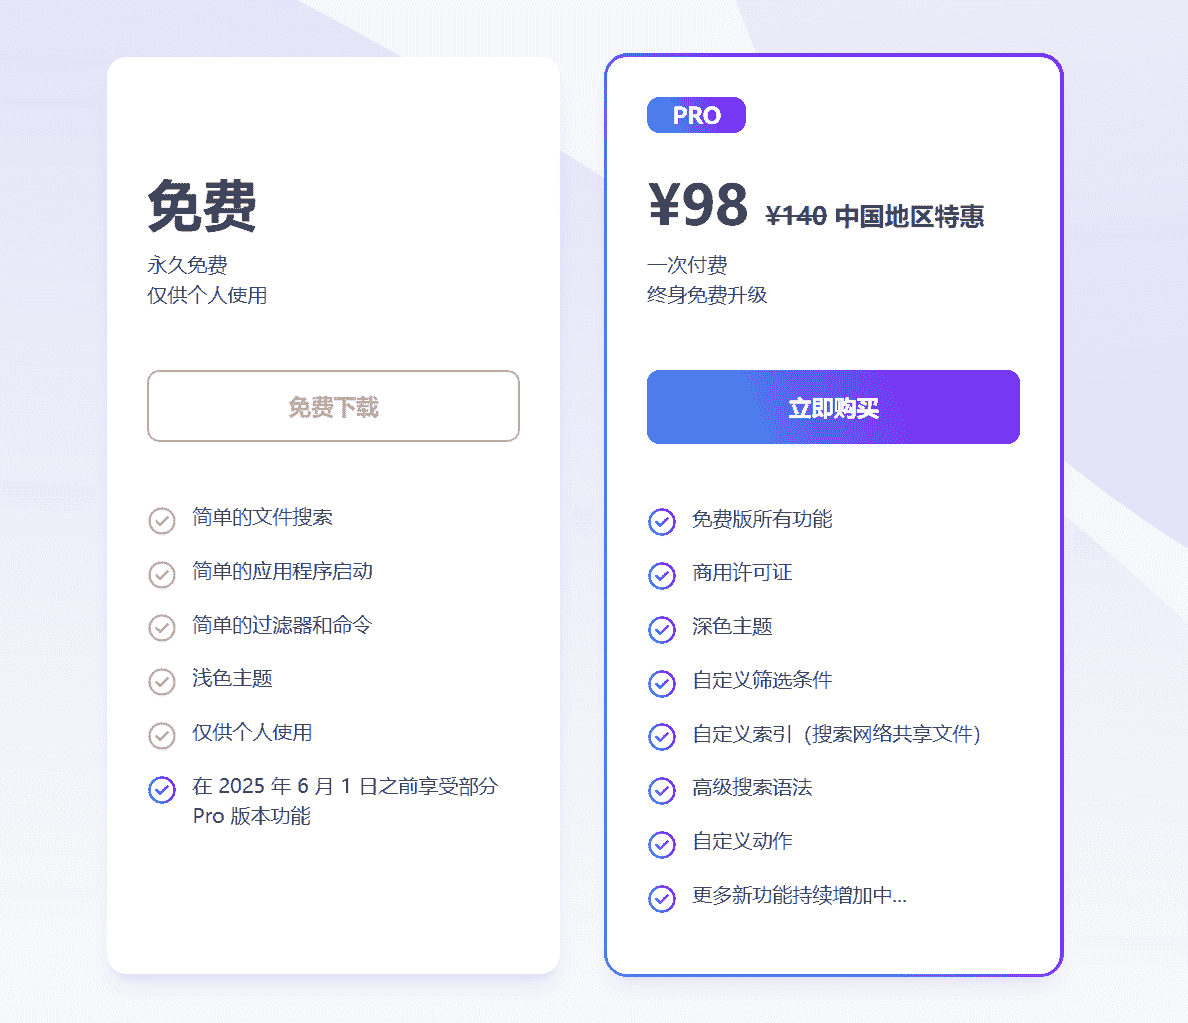 免费
永久免费
仅供个人使用
免费下载
简单的文件搜索
简单的应用程序启动
简单的过滤器和命令
浅色主题
仅供个人使用
在 2025 年 6 月 1 日之前享受部分
Pro 版本功能
PRO
¥98 ¥140 中国地区特惠
一次付费
终身免费升级
立即购买
免费版所有功能
商用许可证
深色主题
自定义筛选条件
自定义索引（搜索网络共享文件）
高级搜索语法
自定义动作
更多新功能持续增加中...